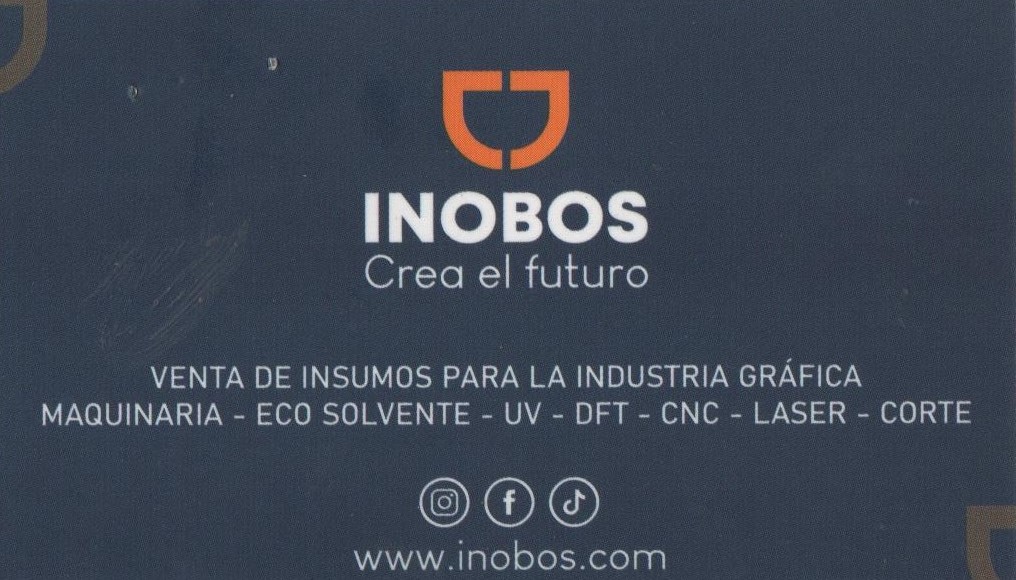 INOBOS
Crea el futuro
VENTA DE INSUMOS PARA LA INDUSTRIA GRÁFICA
MAQUINARIA - ECO SOLVENTE - UV - DFT - CNC - LASER - CORTE
www.inobos.com